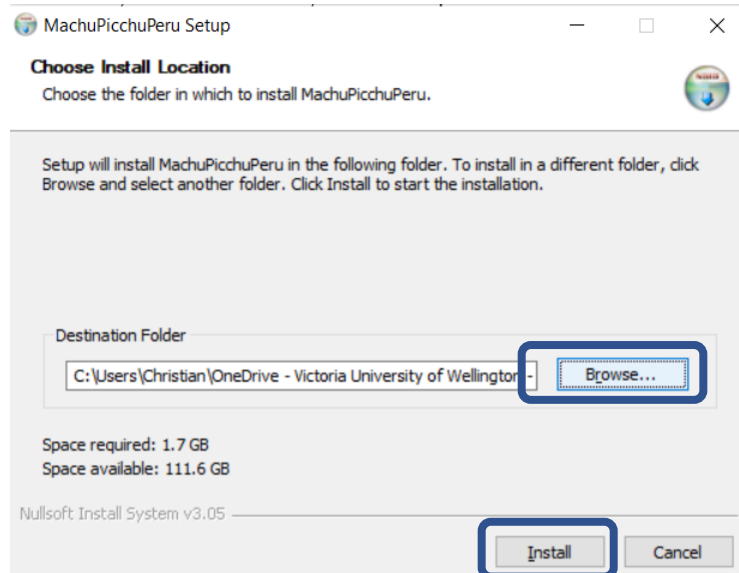 MachuPicchuPeru Setup
Choose Install Location
Choose the folder in which to install MachuPicchuPeru.
Setup will install MachuPicchuPeru in the following folder. To install in a different folder, click
Browse and select another folder. Click Install to start the installation.
Destination Folder
C:\Users\Christian\OneDrive - Victoria University of Wellington -
Browse...
Space required: 1.7 GB
Space available: 111.6 GB
Nullsoft Install System v3.05
Install
Cancel